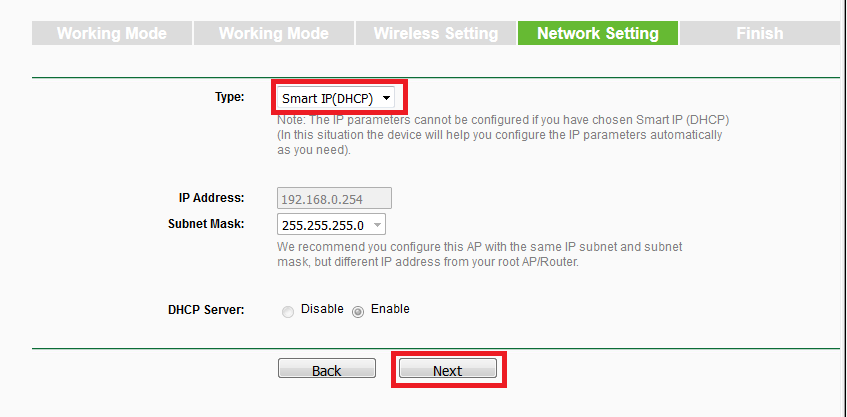 Working Mode Working Mode Wireless Setting Network Setting Finish
Type: Smart IP(DHCP)
Note: The IP parameters cannot be configured if you have chosen Smart IP (DHCP)
(In this situation the device will help you configure the IP parameters automatically
as you need).
IP Address: 192.168.0.254
Subnet Mask: 255.255.255.0
We recommend you configure this AP with the same IP subnet and subnet
mask, but different IP address from your root AP/Router.
DHCP Server: Disable Enable
Back Next